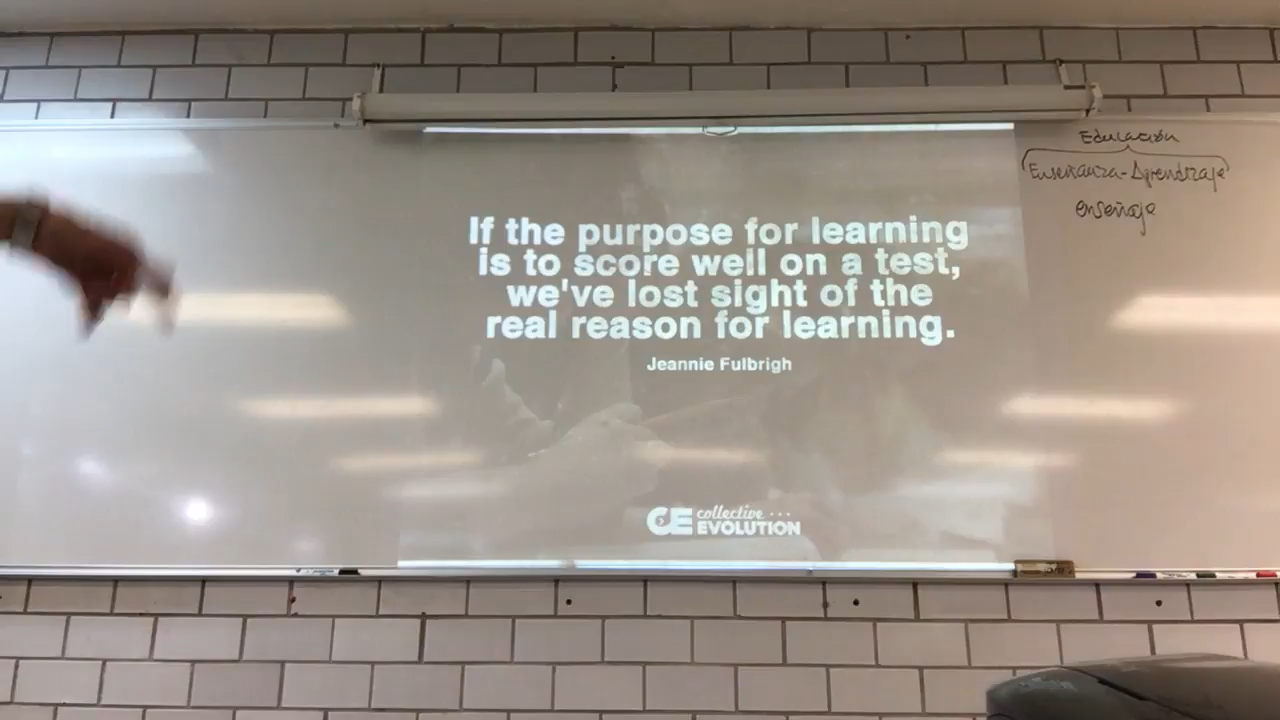 If the purpose for learning
is to score well on a test,
we've lost sight of the
real reason for learning.
Jeannie Fulbrigh
CE collective ...
EVOLUTION
Educación
Enseñanza-Aprendizaje
enseñaje